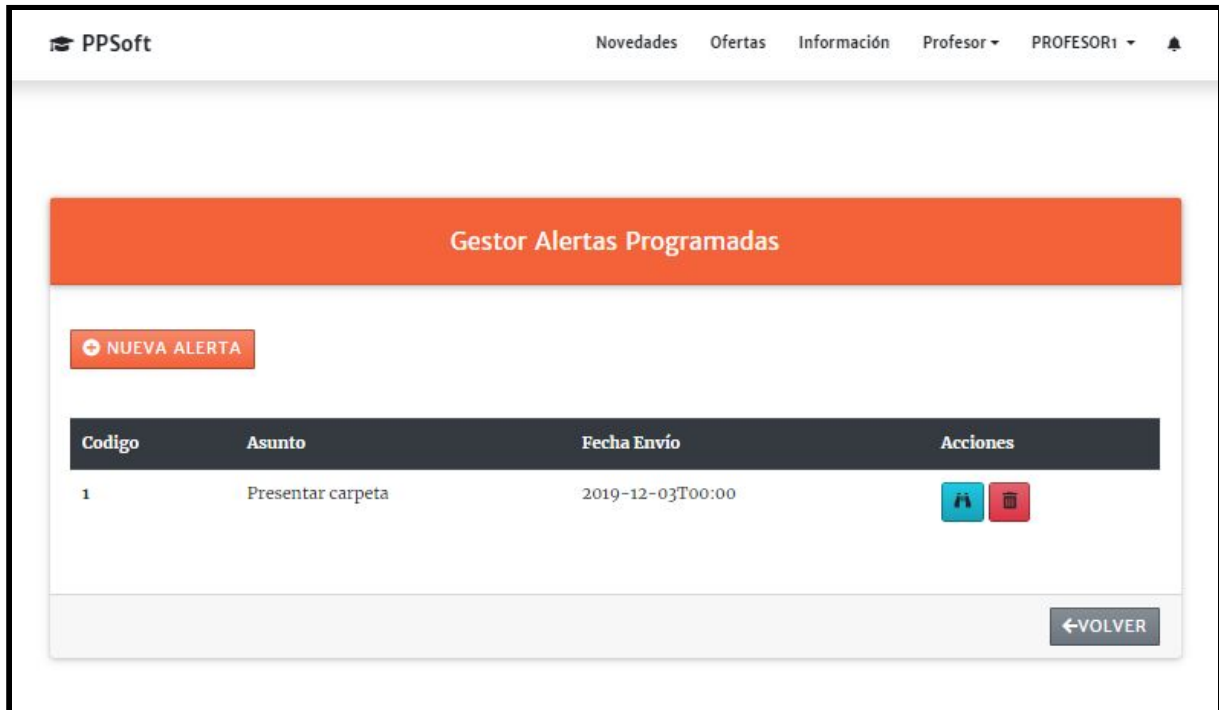 PPSoft Novedades Ofertas Información Profesor PROFESOR1
Gestor Alertas Programadas
NUEVA ALERTA
Codigo Asunto Fecha Envío Acciones
1 Presentar carpeta 2019-12-03T00:00
VOLVER